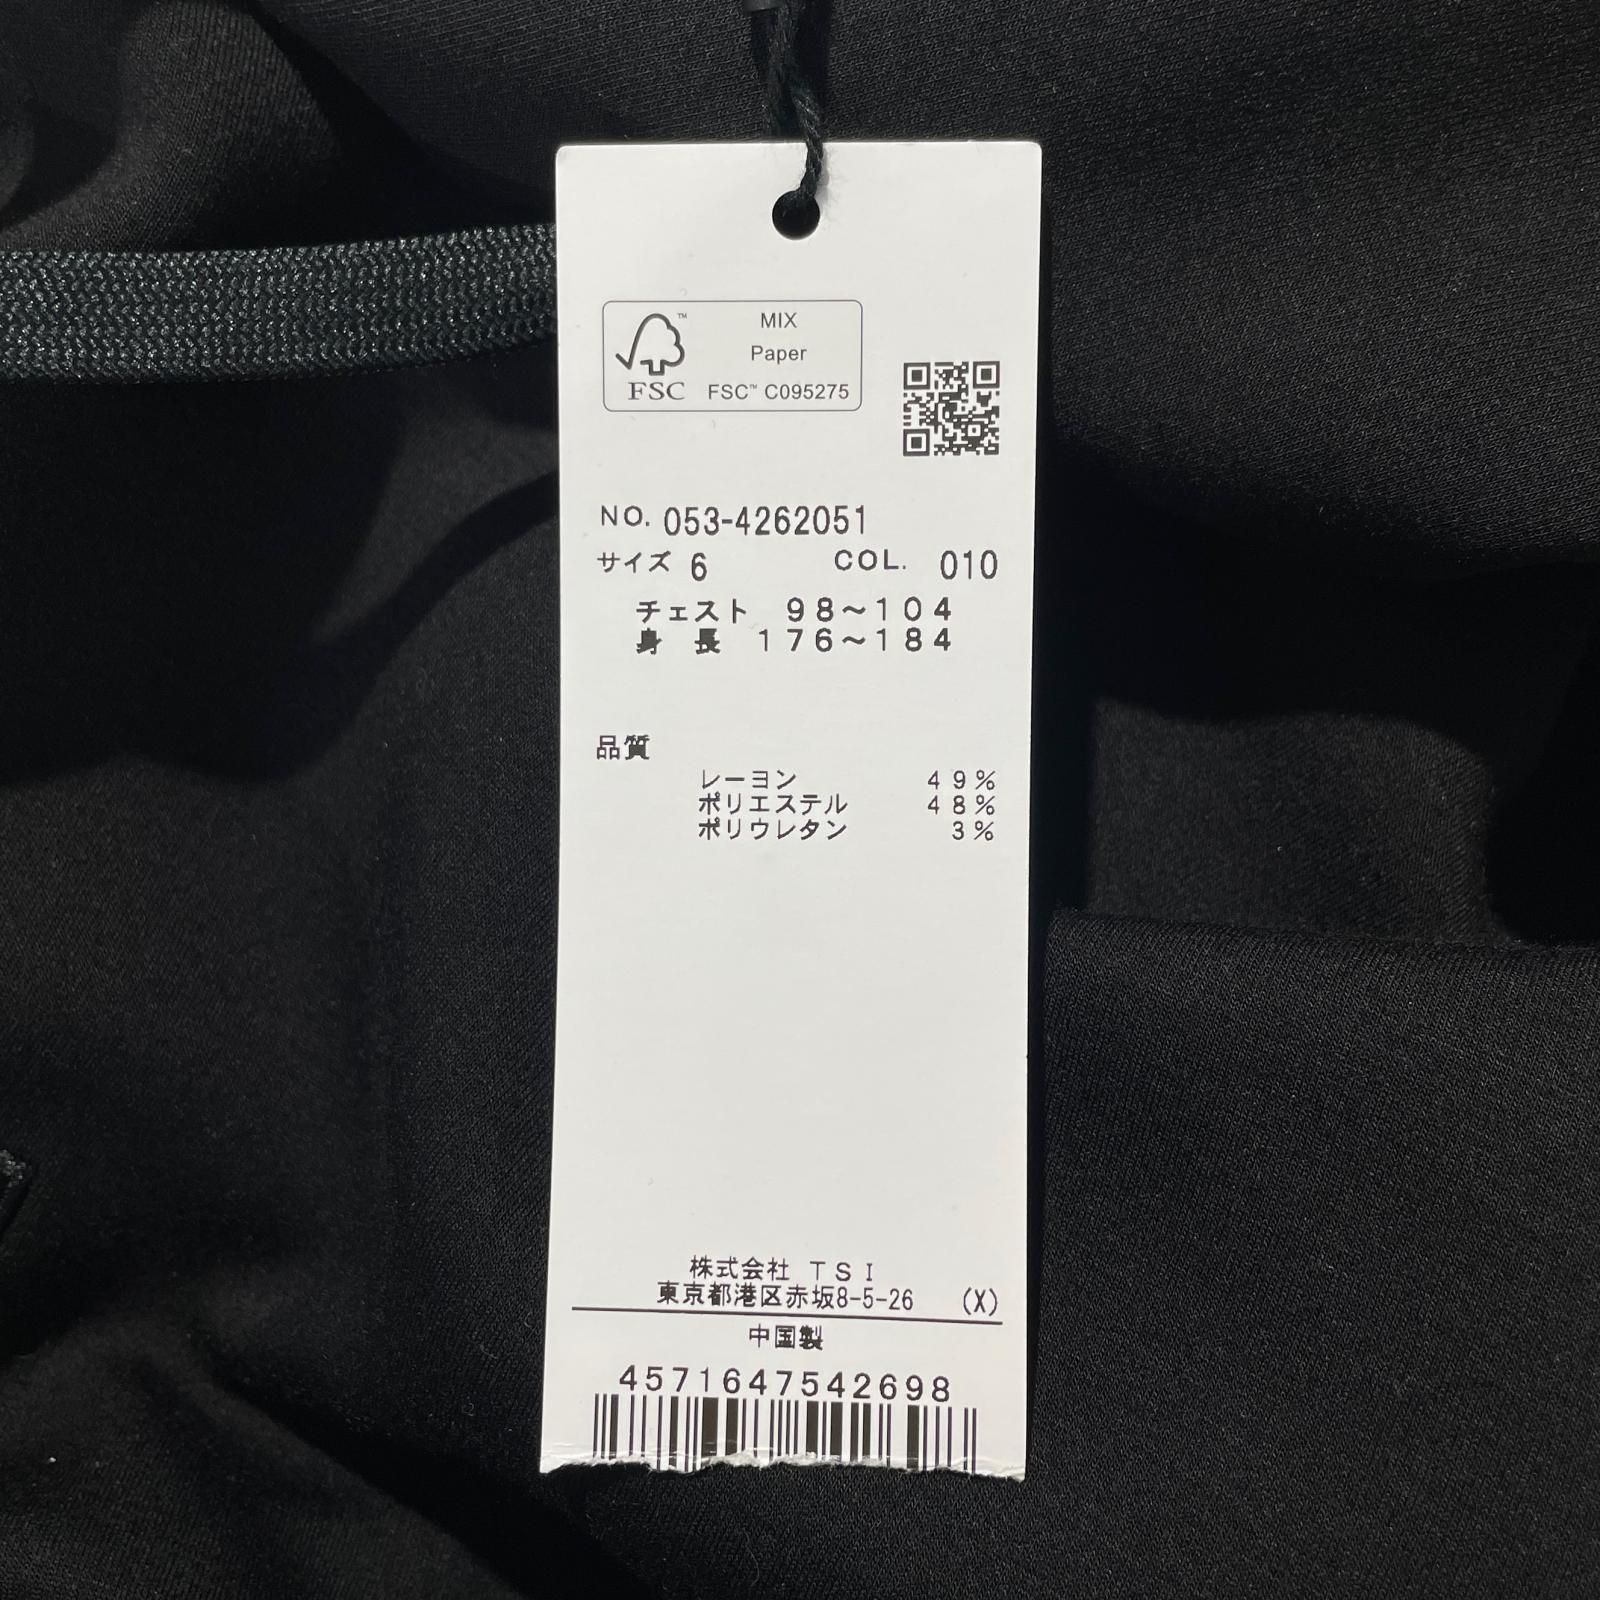 MIX
Paper
FSC FSC™ C095275
NO. 053-4262051
サイズ 6 COL. 010
チェスト 98～104
身 長 176～184
品質
レーヨン 49%
ポリエステル 48%
ポリウレタン 3%
株式会社 TSI
東京都港区赤坂8-5-26 (X)
中国製
4571647542698